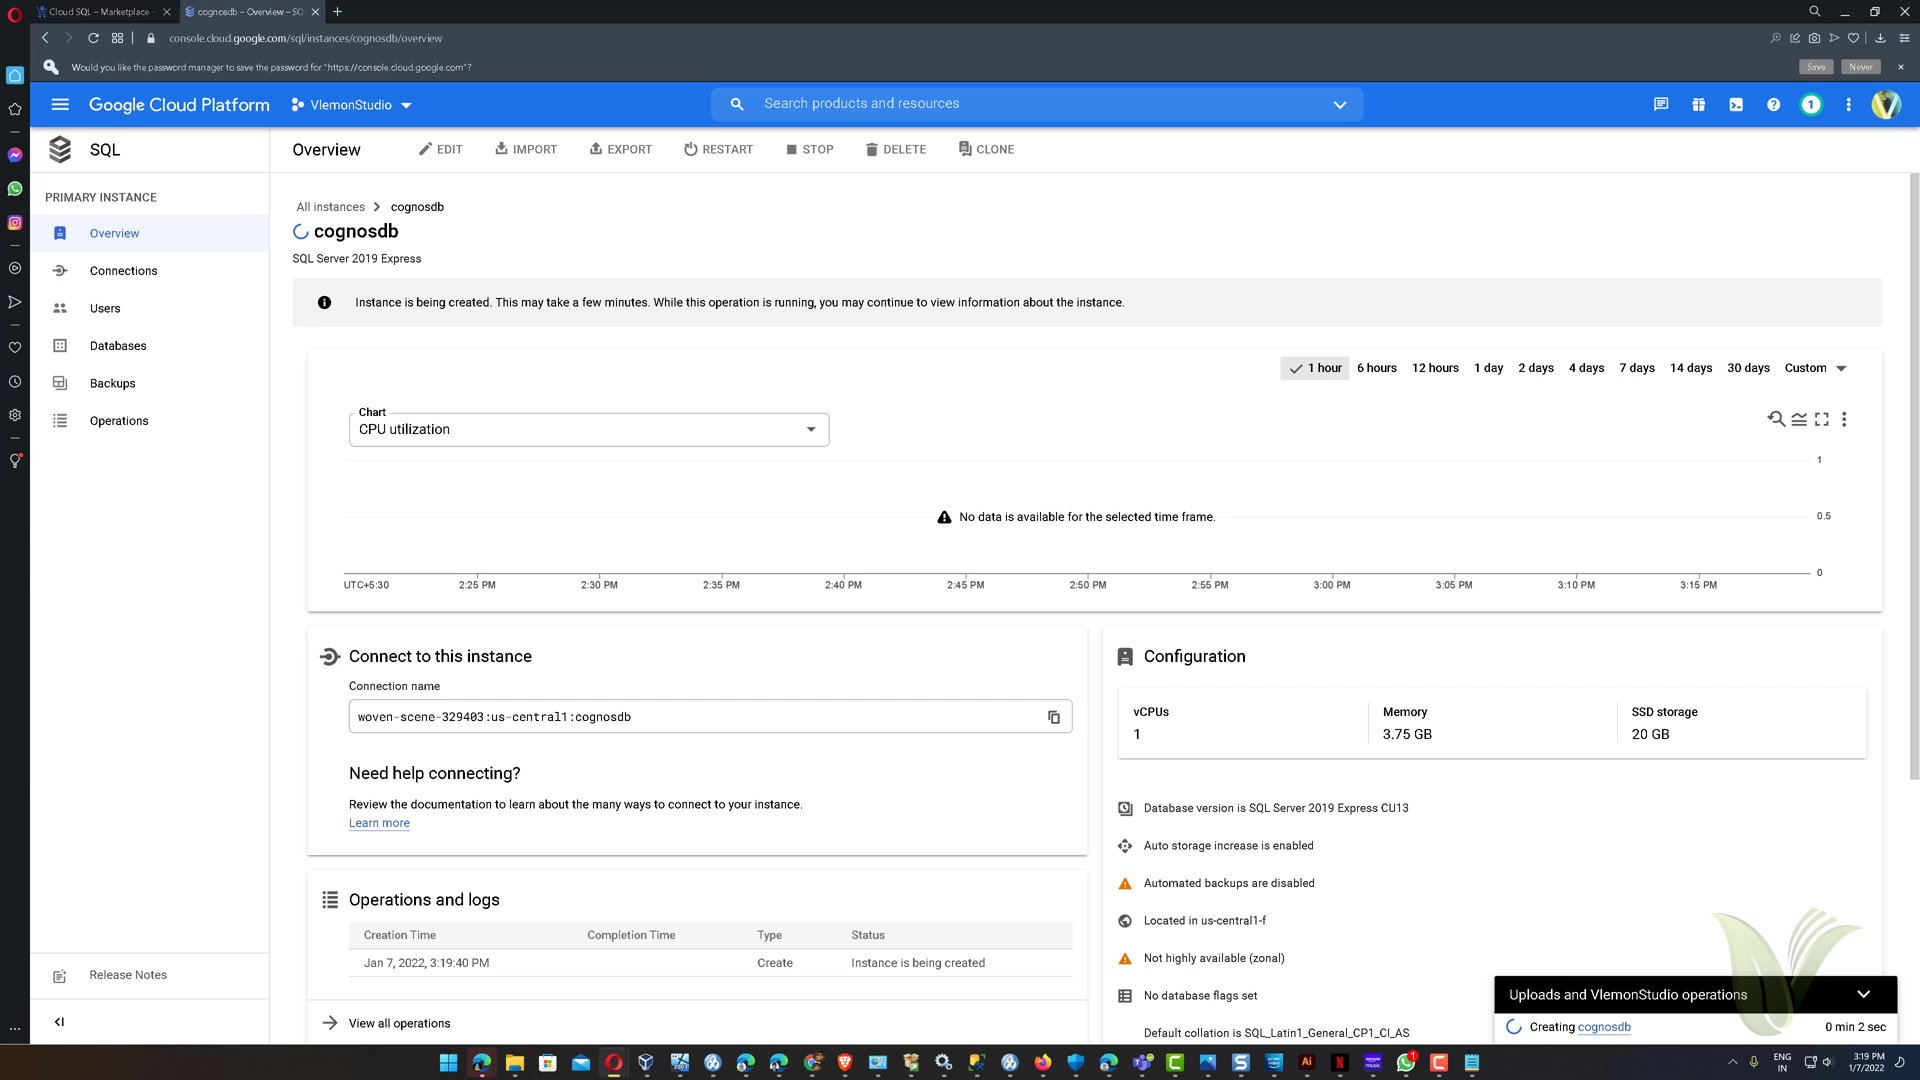 Cloud SQL – Marketplace –
cognosdb – Overview – SQ
console.cloud.google.com/sql/instances/cognosdb/overview
Would you like the password manager to save the password for "https://console.cloud.google.com"?
Save
Never
Google Cloud Platform
VlemonStudio
Search products and resources
1
SQL
Overview
EDIT
IMPORT
EXPORT
RESTART
STOP
DELETE
CLONE
PRIMARY INSTANCE
Overview
Connections
Users
Databases
Backups
Operations
Release Notes
All instances
cognosdb
cognosdb
SQL Server 2019 Express
Instance is being created. This may take a few minutes. While this operation is running, you may continue to view information about the instance.
1 hour
6 hours
12 hours
1 day
2 days
4 days
7 days
14 days
30 days
Custom
Chart
CPU utilization
1
No data is available for the selected time frame.
0.5
0
UTC+5:30
2:25 PM
2:30 PM
2:35 PM
2:40 PM
2:45 PM
2:50 PM
2:55 PM
3:00 PM
3:05 PM
3:10 PM
3:15 PM
Connect to this instance
Connection name
woven-scene-329403:us-central1:cognosdb
Need help connecting?
Review the documentation to learn about the many ways to connect to your instance.
Learn more
Operations and logs
Creation Time
Completion Time
Type
Status
Jan 7, 2022, 3:19:40 PM
Create
Instance is being created
View all operations
Configuration
vCPUs
1
Memory
3.75 GB
SSD storage
20 GB
Database version is SQL Server 2019 Express CU13
Auto storage increase is enabled
Automated backups are disabled
Located in us-central1-f
Not highly available (zonal)
No database flags set
Default collation is SQL_Latin1_General_CP1_CI_AS
Uploads and VlemonStudio operations
Creating cognosdb
0 min 2 sec
ENG
IN
3:19 PM
1/7/2022